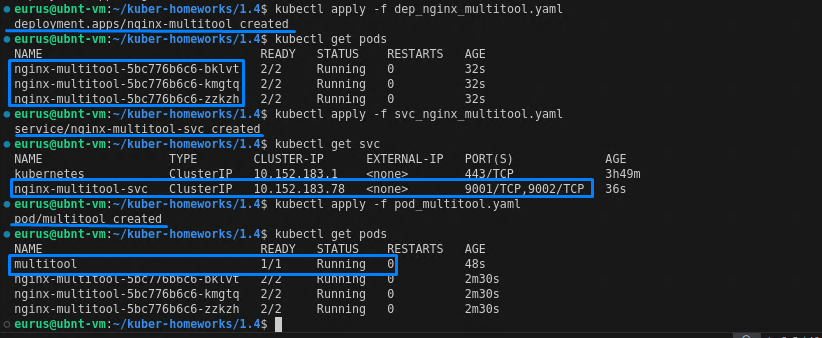 eurus@ubnt-vm:~/kuber-homeworks/1.4$ kubectl apply -f dep_nginx_multitool.yaml
deployment.apps/nginx-multitool created
eurus@ubnt-vm:~/kuber-homeworks/1.4$ kubectl get pods
NAME READY STATUS RESTARTS AGE
nginx-multitool-5bc776b6c6-bklvt 2/2 Running 0 32s
nginx-multitool-5bc776b6c6-kmgtq 2/2 Running 0 32s
nginx-multitool-5bc776b6c6-zzkzh 2/2 Running 0 32s
eurus@ubnt-vm:~/kuber-homeworks/1.4$ kubectl apply -f svc_nginx_multitool.yaml
service/nginx-multitool-svc created
eurus@ubnt-vm:~/kuber-homeworks/1.4$ kubectl get svc
NAME TYPE CLUSTER-IP EXTERNAL-IP PORT(S) AGE
kubernetes ClusterIP 10.152.183.1 <none> 443/TCP 3h49m
nginx-multitool-svc ClusterIP 10.152.183.78 <none> 9001/TCP,9002/TCP 36s
eurus@ubnt-vm:~/kuber-homeworks/1.4$ kubectl apply -f pod_multitool.yaml
pod/multitool created
eurus@ubnt-vm:~/kuber-homeworks/1.4$ kubectl get pods
NAME READY STATUS RESTARTS AGE
multitool 1/1 Running 0 48s
nginx-multitool-5bc776b6c6-bklvt 2/2 Running 0 2m30s
nginx-multitool-5bc776b6c6-kmgtq 2/2 Running 0 2m30s
nginx-multitool-5bc776b6c6-zzkzh 2/2 Running 0 2m30s
eurus@ubnt-vm:~/kuber-homeworks/1.4$